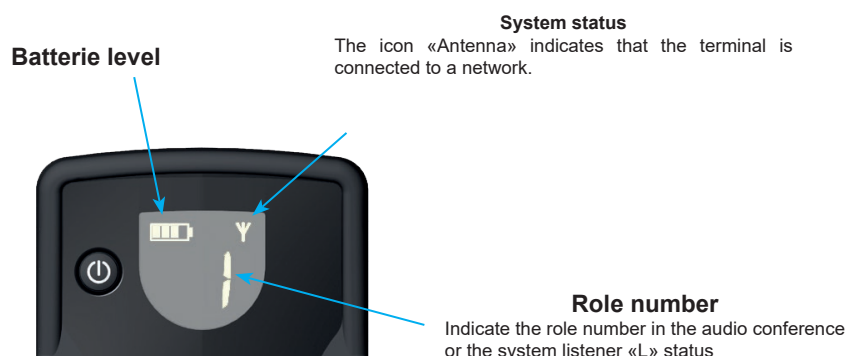 System status
The icon «Antenna» indicates that the terminal is
connected to a network.
Batterie level
1
Role number
Indicate the role number in the audio conference
or the system listener «L» status